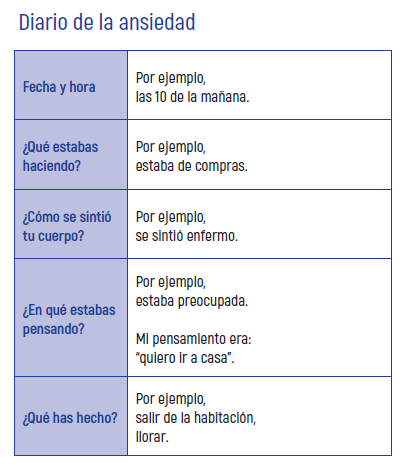 Diario de la ansiedad
Fecha y hora
Por ejemplo,
las 10 de la mañana.
¿Qué estabas
haciendo?
Por ejemplo,
estaba de compras.
¿Cómo se sintió
tu cuerpo?
Por ejemplo,
se sintió enfermo.
¿En qué estabas
pensando?
Por ejemplo,
estaba preocupada.
Mi pensamiento era:
“quiero ir a casa”.
¿Qué has hecho?
Por ejemplo,
salir de la habitación,
llorar.